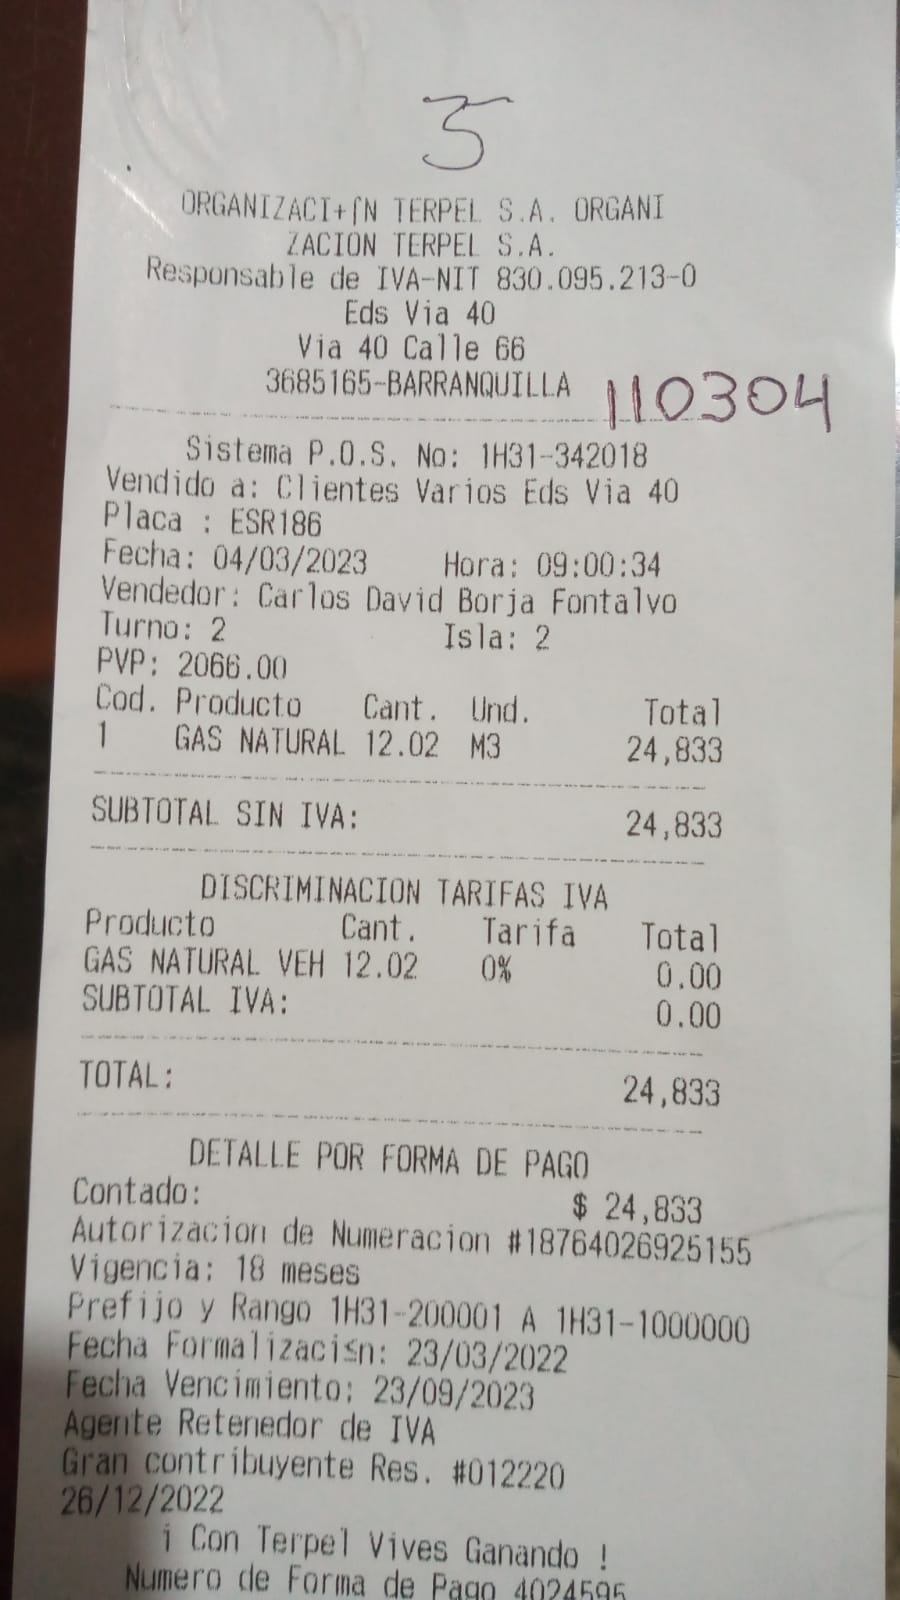 5
ORGANIZACI+⌠N TERPEL S.A. ORGANI
ZACION TERPEL S.A.
Responsable de IVA-NIT 830.095.213-0
Eds Via 40
Via 40 Calle 66
3685165-BARRANQUILLA 110304
Sistema P.O.S. No: 1H31-342018
Vendido a: Clientes Varios Eds Via 40
Placa : ESR186
Fecha: 04/03/2023 Hora: 09:00:34
Vendedor: Carlos David Borja Fontalvo
Turno: 2 Isla: 2
PVP: 2066.00
Cod. Producto Cant. Und. Total
1 GAS NATURAL 12.02 M3 24,833
SUBTOTAL SIN IVA: 24,833
DISCRIMINACION TARIFAS IVA
Producto Cant. Tarifa Total
GAS NATURAL VEH 12.02 0% 0.00
SUBTOTAL IVA: 0.00
TOTAL: 24,833
DETALLE POR FORMA DE PAGO
Contado: $ 24,833
Autorizacion de Numeracion #18764026925155
Vigencia: 18 meses
Prefijo y Rango 1H31-200001 A 1H31-1000000
Fecha Formalizaci≤n: 23/03/2022
Fecha Vencimiento: 23/09/2023
Agente Retenedor de IVA
Gran contribuyente Res. #012220
26/12/2022
¡ Con Terpel Vives Ganando !
Numero de Forma de Pago 4024595